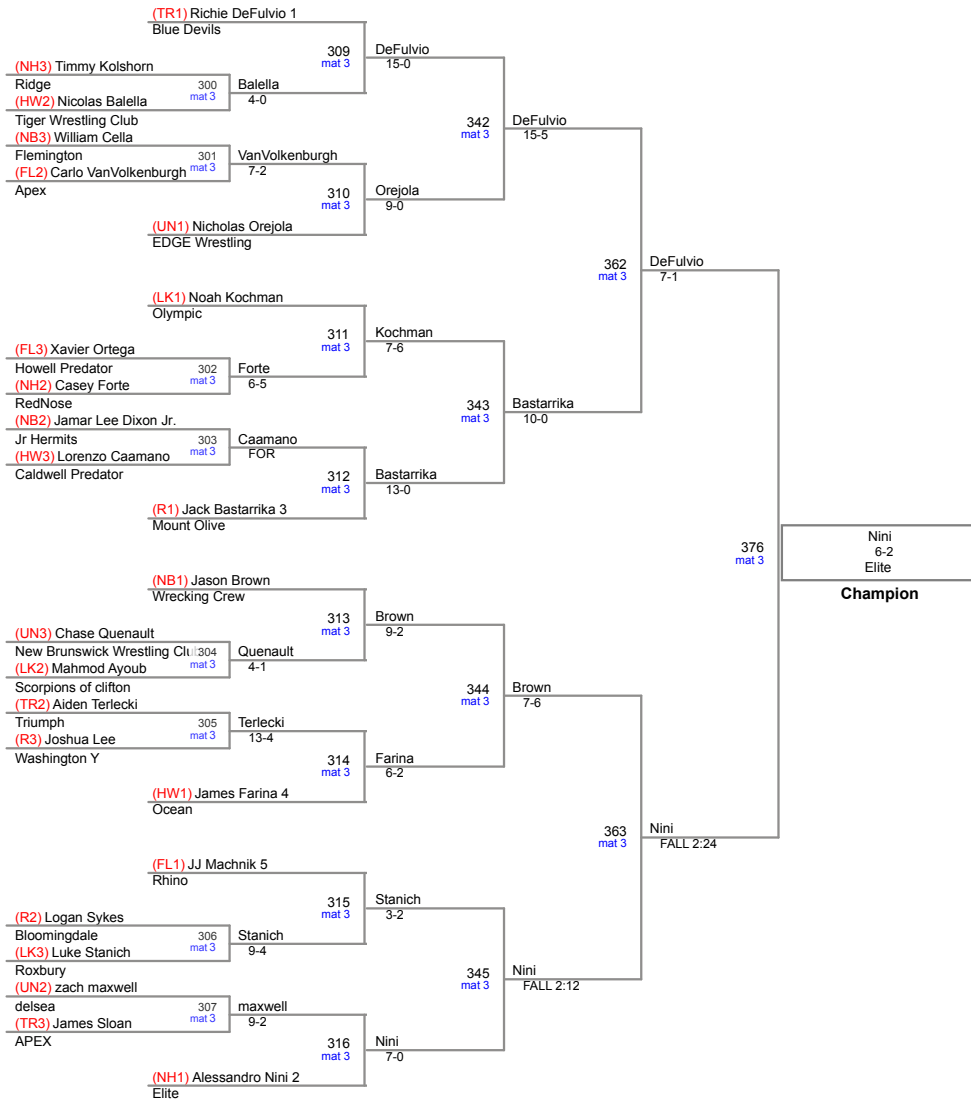 (TR1) Richie DeFulvio 1
Blue Devils
309
mat 3
DeFulvio
15-0
(NH3) Timmy Kolshorn
Ridge
300
mat 3
Balella
4-0
(HW2) Nicolas Balella
Tiger Wrestling Club
342
mat 3
DeFulvio
15-5
(NB3) William Cella
Flemington
301
mat 3
VanVolkenburgh
7-2
(FL2) Carlo VanVolkenburgh
Apex
310
mat 3
Orejola
9-0
(UN1) Nicholas Orejola
EDGE Wrestling
362
mat 3
DeFulvio
7-1
(LK1) Noah Kochman
Olympic
311
mat 3
Kochman
7-6
(FL3) Xavier Ortega
Howell Predator
302
mat 3
Forte
6-5
(NH2) Casey Forte
RedNose
343
mat 3
Bastarrika
10-0
(NB2) Jamar Lee Dixon Jr.
Jr Hermits
303
mat 3
Caamano
FOR
(HW3) Lorenzo Caamano
Caldwell Predator
312
mat 3
Bastarrika
13-0
(R1) Jack Bastarrika 3
Mount Olive
376
mat 3
Nini
6-2
Elite
Champion
(NB1) Jason Brown
Wrecking Crew
313
mat 3
Brown
9-2
(UN3) Chase Quenault
New Brunswick Wrestling Clu
304
mat 3
Quenault
4-1
(LK2) Mahmod Ayoub
Scorpions of clifton
344
mat 3
Brown
7-6
(TR2) Aiden Terlecki
Triumph
305
mat 3
Terlecki
13-4
(R3) Joshua Lee
Washington Y
314
mat 3
Farina
6-2
(HW1) James Farina 4
Ocean
363
mat 3
Nini
FALL 2:24
(FL1) JJ Machnik 5
Rhino
315
mat 3
Stanich
3-2
(R2) Logan Sykes
Bloomingdale
306
mat 3
Stanich
9-4
(LK3) Luke Stanich
Roxbury
345
mat 3
Nini
FALL 2:12
(UN2) zach maxwell
delsea
307
mat 3
maxwell
9-2
(TR3) James Sloan
APEX
316
mat 3
Nini
7-0
(NH1) Alessandro Nini 2
Elite